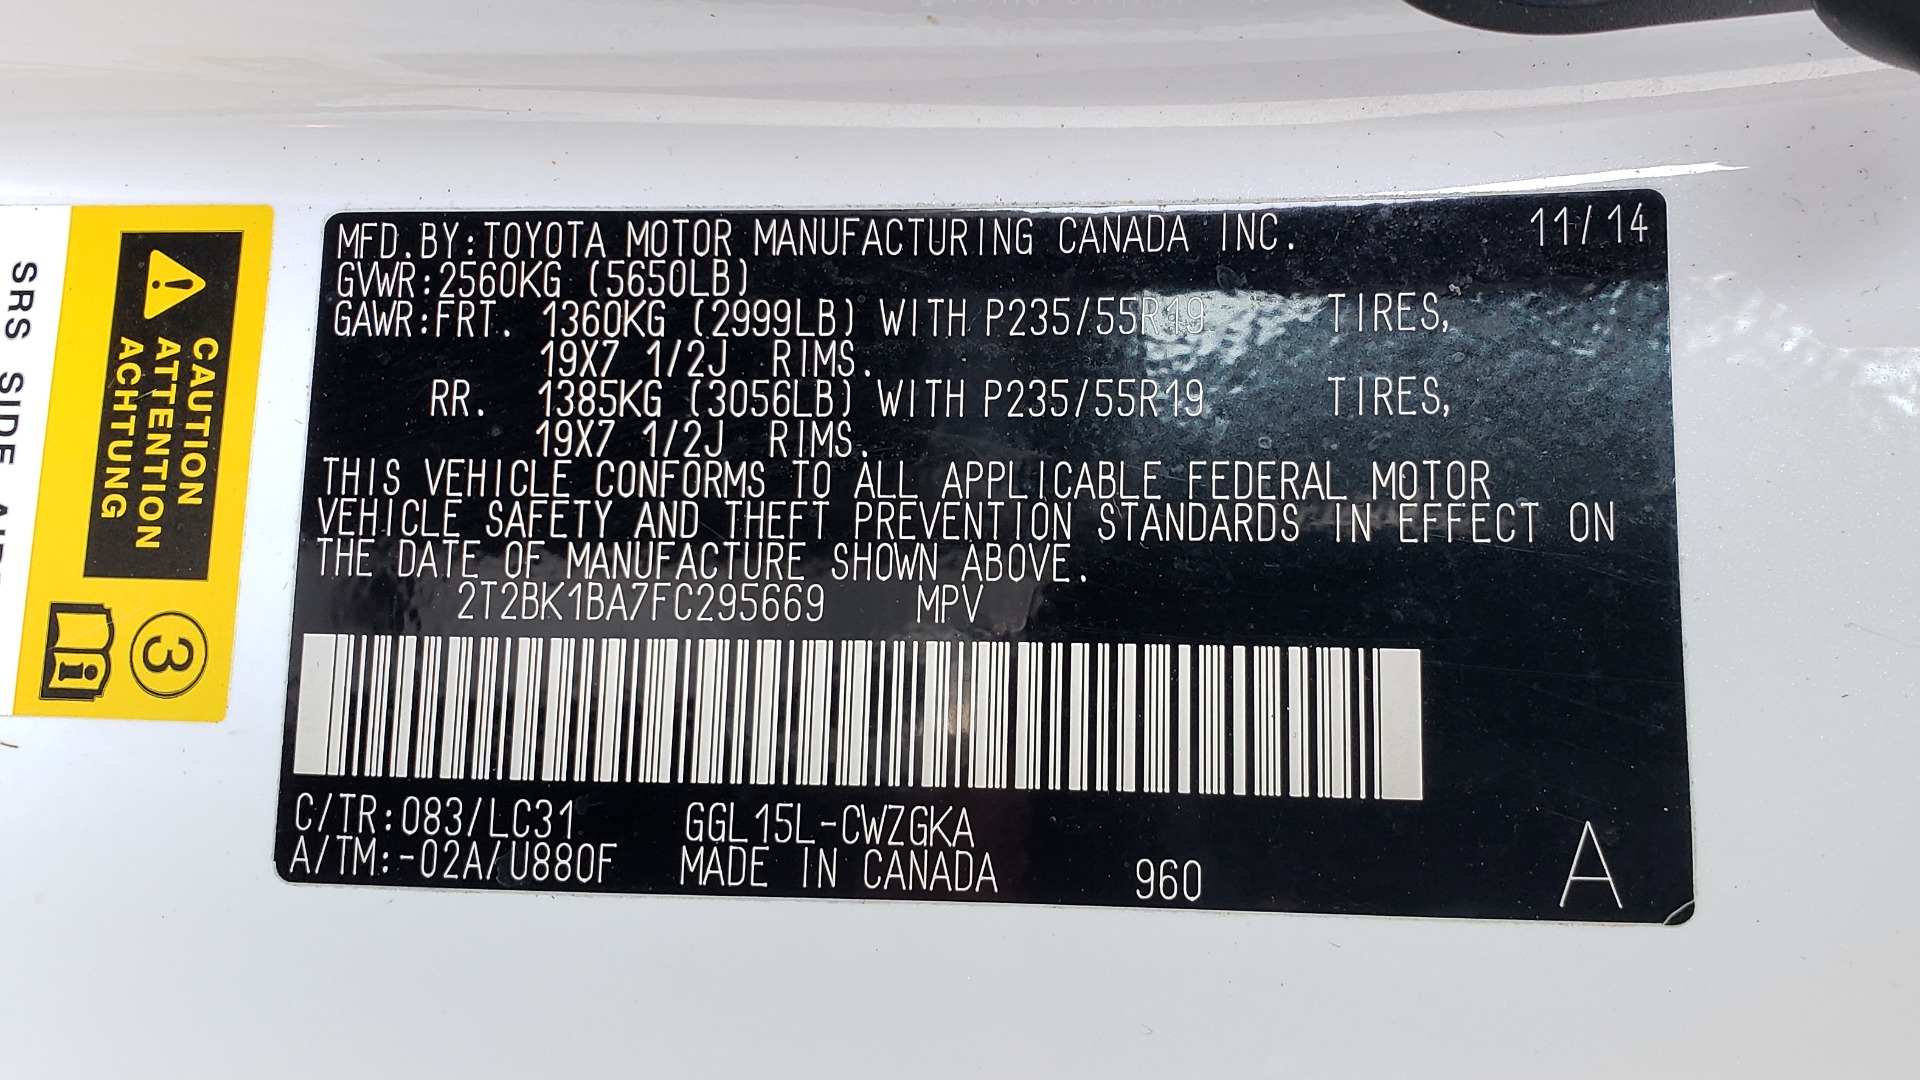 MFD.BY:TOYOTA MOTOR MANUFACTURING CANADA INC. 11/14
GVWR:2560KG (5650LB)
GAWR:FRT. 1360KG (2999LB) WITH P235/55R19 TIRES,
19X7 1/2J RIMS.
RR. 1385KG (3056LB) WITH P235/55R19 TIRES,
19X7 1/2J RIMS.
THIS VEHICLE CONFORMS TO ALL APPLICABLE FEDERAL MOTOR
VEHICLE SAFETY AND THEFT PREVENTION STANDARDS IN EFFECT ON
THE DATE OF MANUFACTURE SHOWN ABOVE.
2T2BK1BA7FC295669 MPV
C/TR:083/LC31 GGL15L-CWZGKA
A/TM:-02A/U880F MADE IN CANADA 960 A
CAUTION
ATTENTION
ACHTUNG
3
SRS SIDE